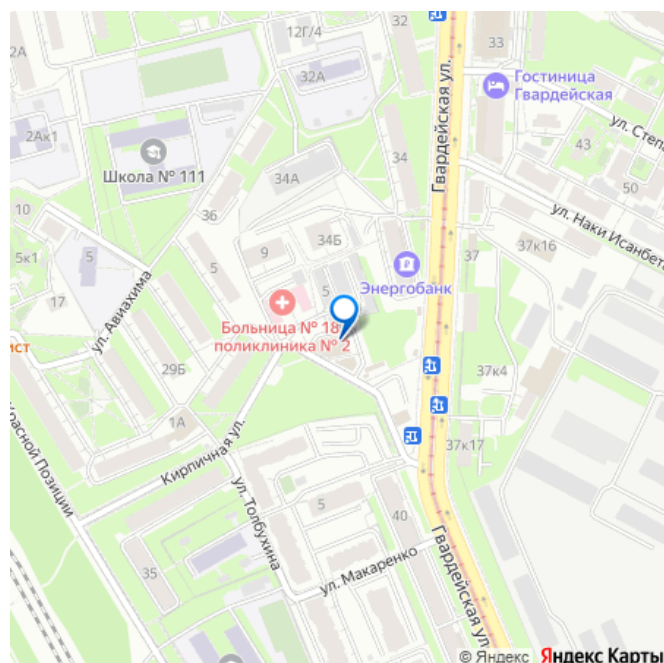 32
12Г/4
33
32А
Гостиница
Гвардейская
Гвардейская ул.
2Ак1
Школа № 111
34
ул. Степа
43
34А
50
10
36
ул. Наки Исанбета
5к1
5
5
9
34Б
37
37к16
Энергобанк
17
5
ул. Авиахима
Больница № 18
поликлиника № 2
ист
29Б
37к4
1А
37к17
Красной Позиции
Кирпичная ул.
ул. Толбухина
5
40
35
ул. Макаренко
Гвардейская ул.
© Яндекс Яндекс Карты